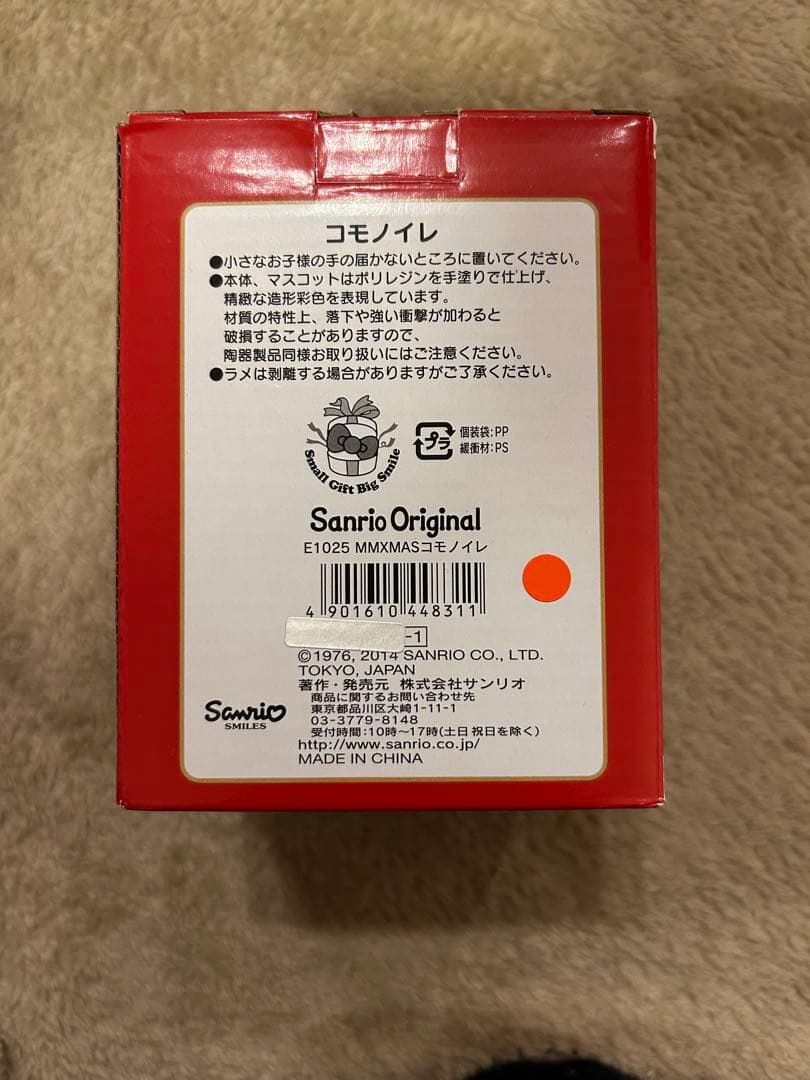 コモノイレ
●小さなお子様の手の届かないところに置いてください。
●本体、マスコットはポリレジンを手塗りで仕上げ、
精緻な造形彩色を表現しています。
材質の特性上、落下や強い衝撃が加わると
破損することがありますので、
陶器製品同様お取り扱いにはご注意ください。
●ラメは剥離する場合がありますがご了承ください。
Small Gift Big Smile
プラ
個装袋:PP
緩衝材:PS
Sanrio Original
E1025 MMXMASコモノイレ
4 901610 448311
-1
©1976, 2014 SANRIO CO., LTD.
TOKYO, JAPAN
著作・発売元 株式会社サンリオ
商品に関するお問い合わせ先
東京都品川区大崎1-11-1
03-3779-8148
受付時間:10時〜17時(土日祝日を除く)
http://www.sanrio.co.jp/
MADE IN CHINA
Sanrio
SMILES